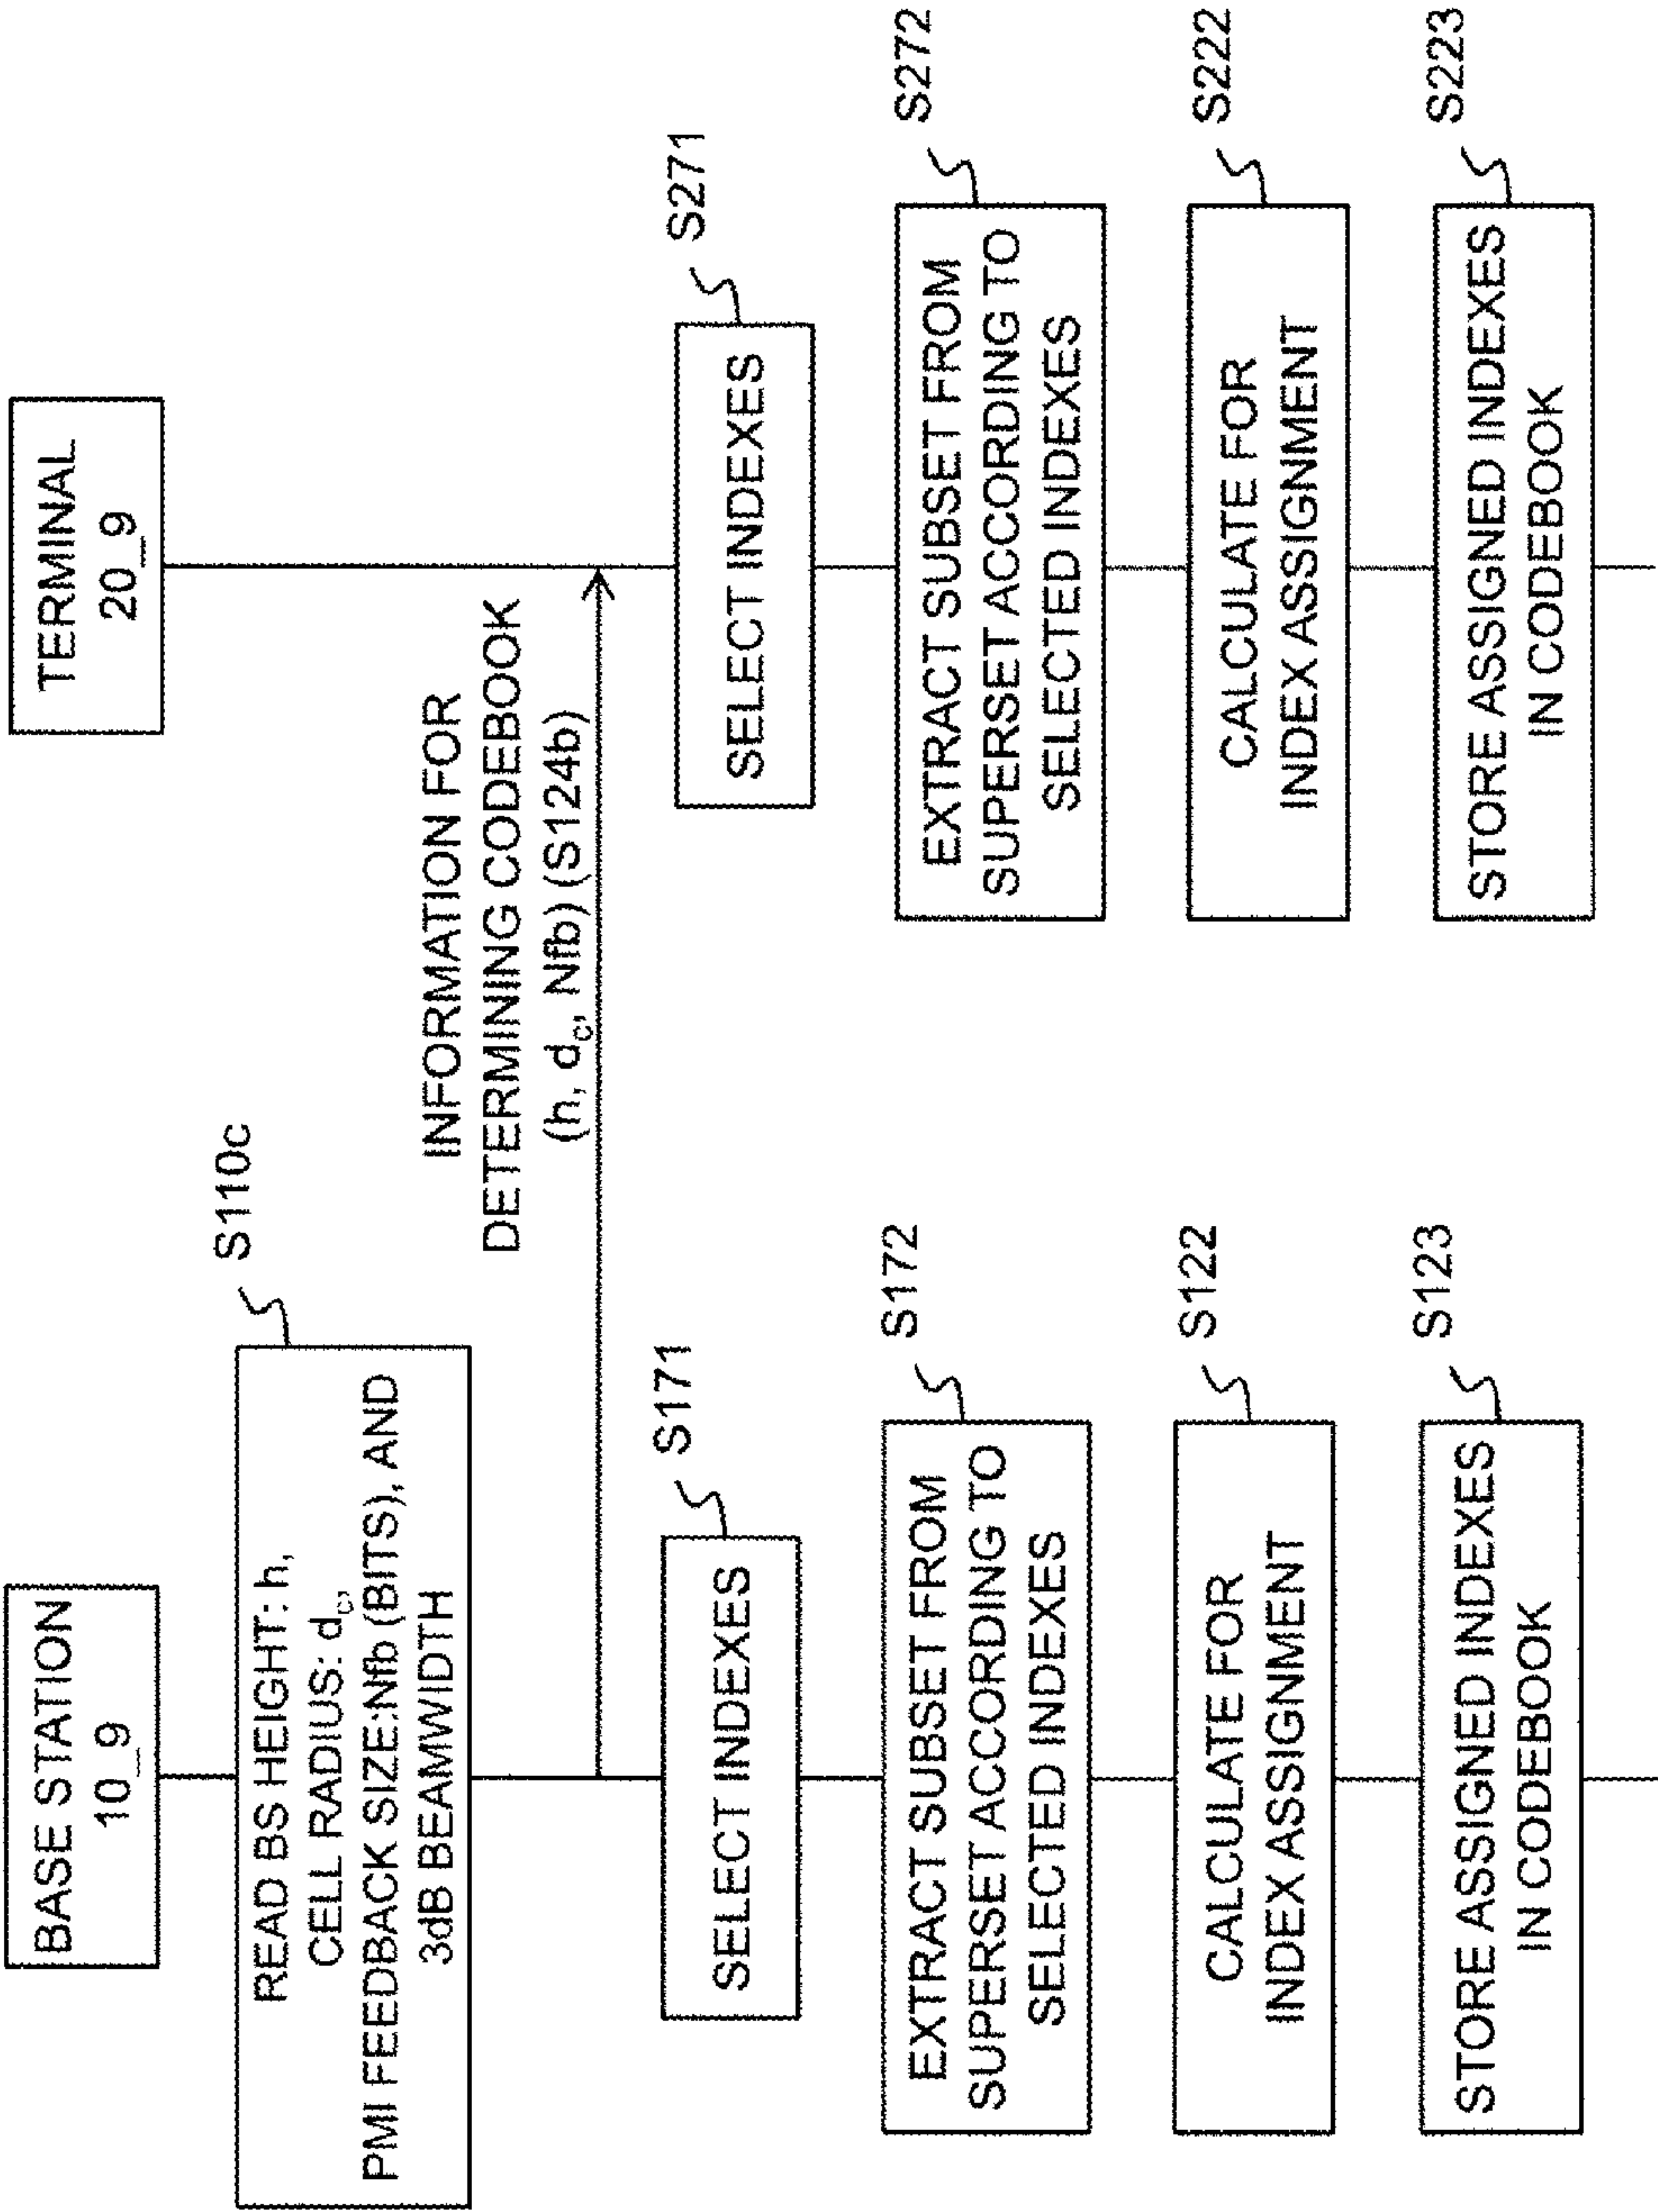 BASE STATION
10_9
TERMINAL
20_9
S110c
READ BS HEIGHT: h,
CELL RADIUS: dc,
PMI FEEDBACK SIZE:Nfb (BITS), AND
3dB BEAMWIDTH
INFORMATION FOR
DETERMINING CODEBOOK
(h, dc, Nfb) (S124b)
S171
SELECT INDEXES
S271
SELECT INDEXES
S172
EXTRACT SUBSET FROM
SUPERSET ACCORDING TO
SELECTED INDEXES
S272
EXTRACT SUBSET FROM
SUPERSET ACCORDING TO
SELECTED INDEXES
S122
CALCULATE FOR
INDEX ASSIGNMENT
S222
CALCULATE FOR
INDEX ASSIGNMENT
S123
STORE ASSIGNED INDEXES
IN CODEBOOK
S223
STORE ASSIGNED INDEXES
IN CODEBOOK